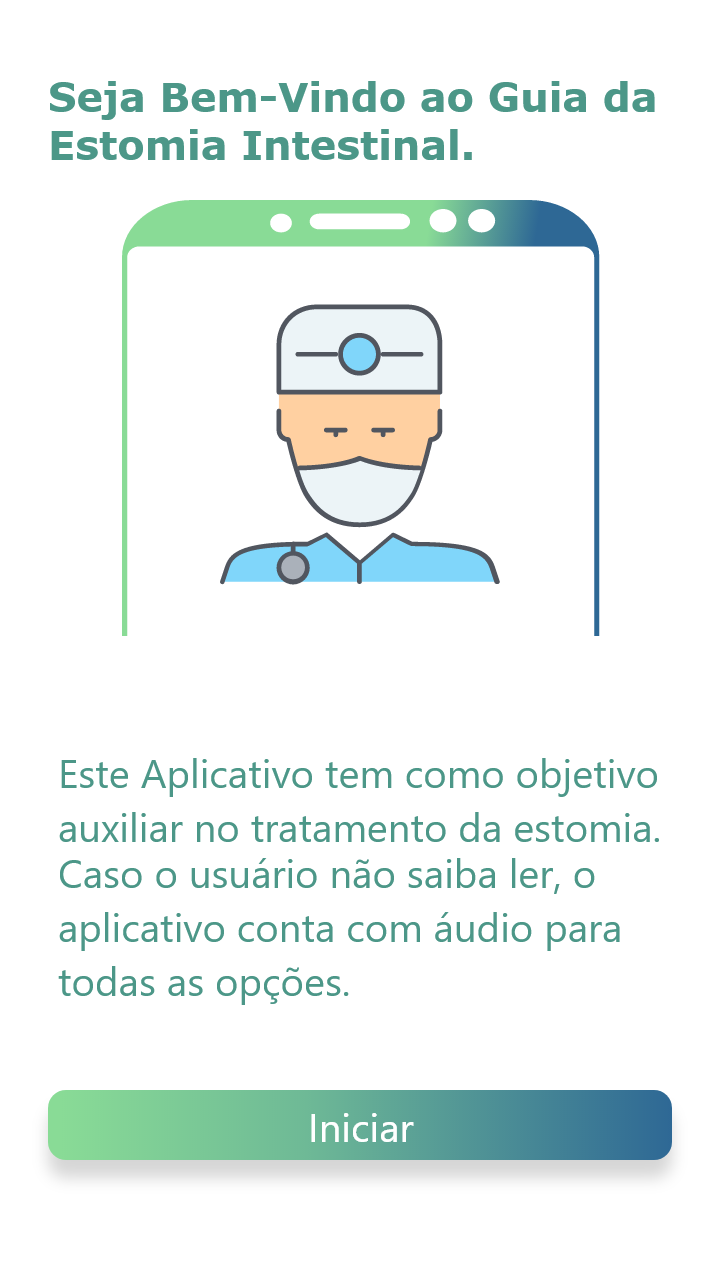 Seja Bem-Vindo ao Guia da
Estomia Intestinal.
Este Aplicativo tem como objetivo
auxiliar no tratamento da estomia.
Caso o usuário não saiba ler, o
aplicativo conta com áudio para
todas as opções.
Iniciar